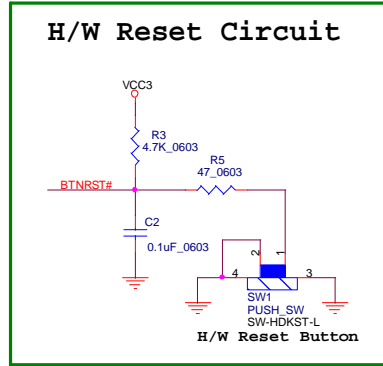 H/W Reset Circuit
VCC3
R3
4.7K_0603
R5
47_0603
BTNRST#
C2
0.1uF_0603
2
1
4
3
SW1
PUSH_SW
SW-HDKST-L
H/W Reset Button